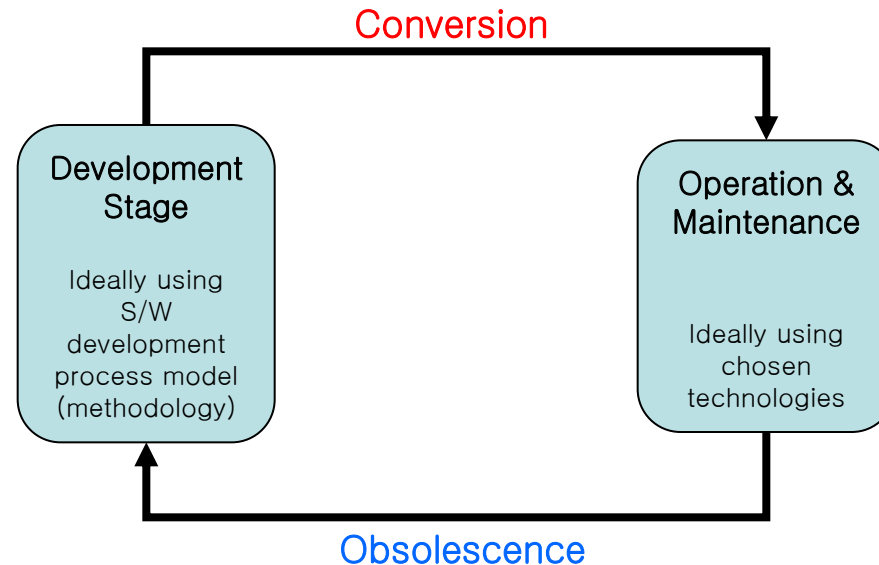 Conversion
Development
Stage
Ideally using
S/W
development
process model
(methodology)
Operation &
Maintenance
Ideally using
chosen
technologies
Obsolescence